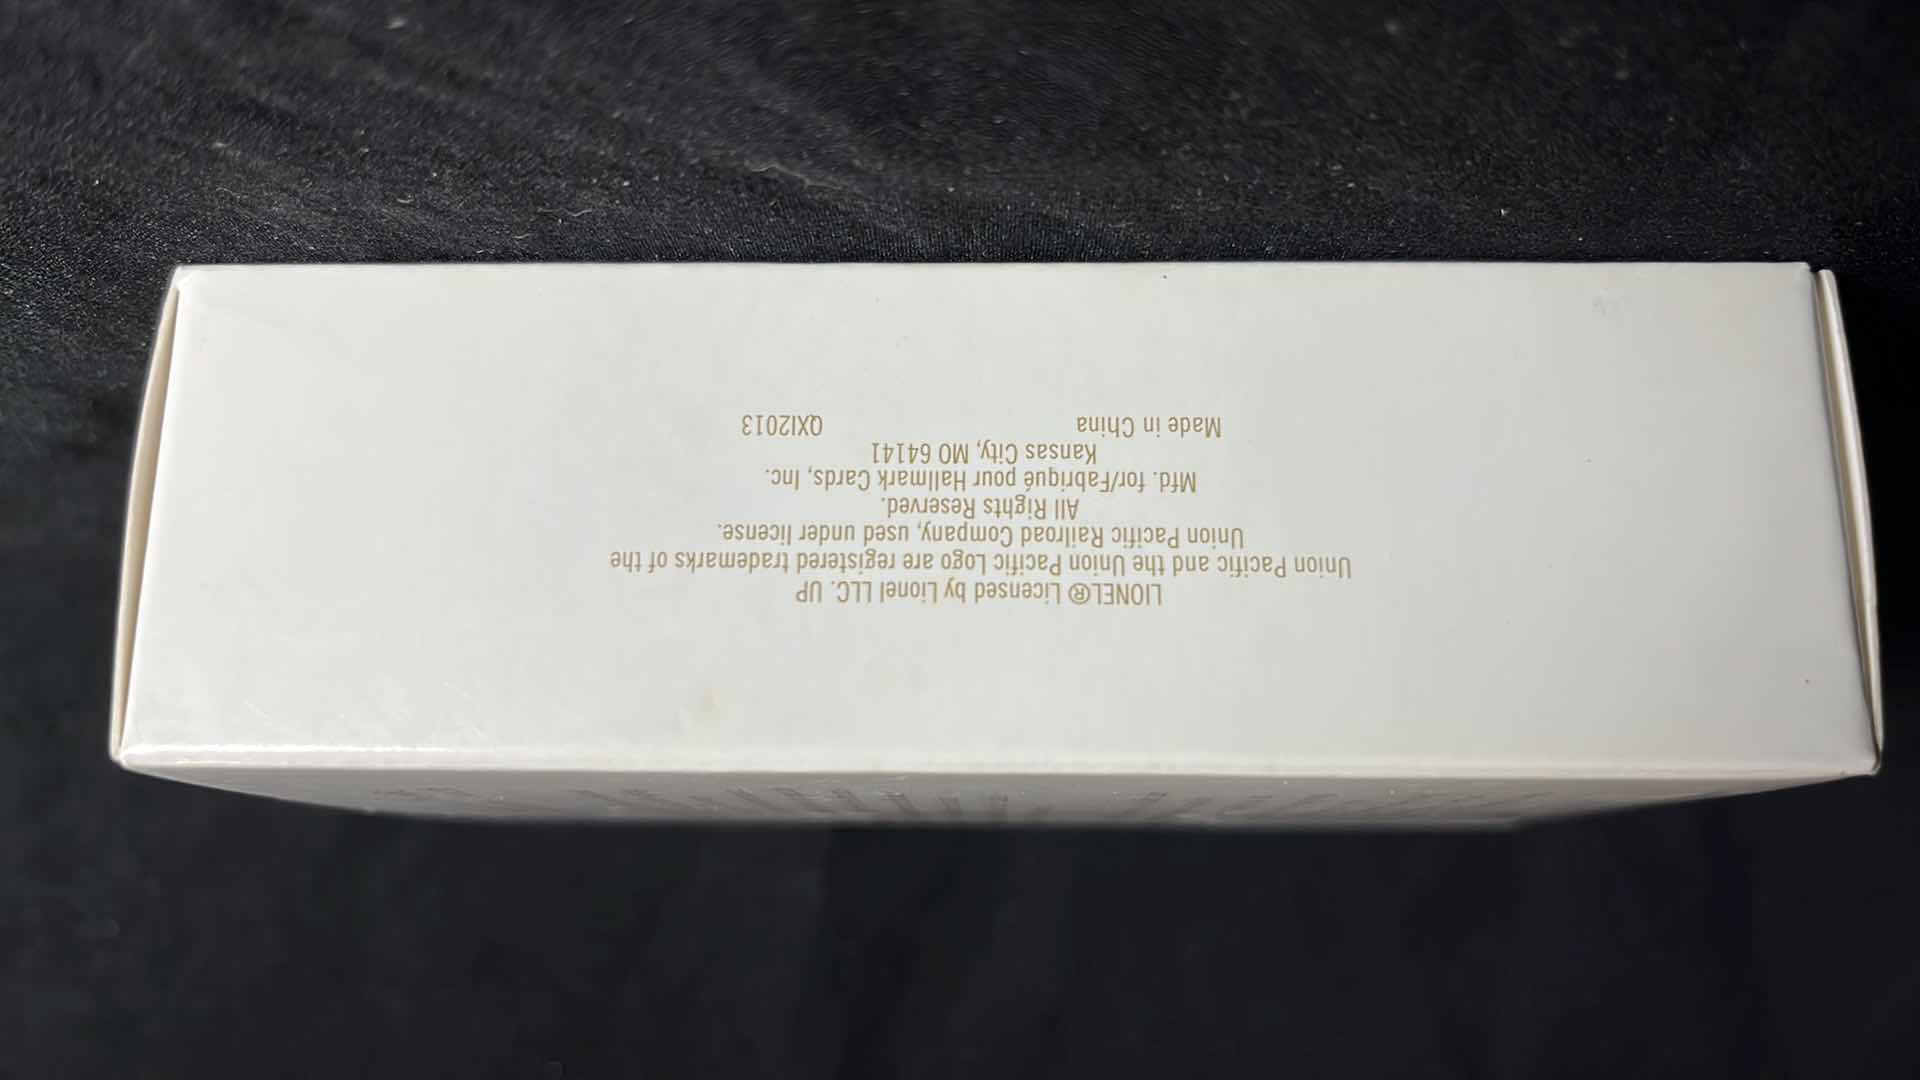 LIONEL® Licensed by Lionel LLC. UP
Union Pacific and the Union Pacific Logo are registered trademarks of the
Union Pacific Railroad Company, used under license.
All Rights Reserved.
Mfd. for/Fabriqué pour Hallmark Cards, Inc.
Kansas City, MO 64141
Made in China QXI2013